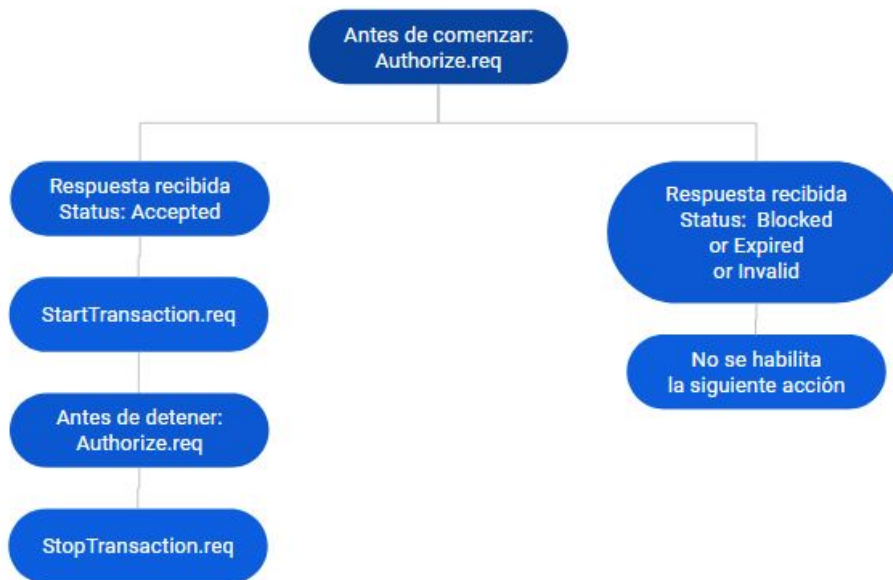 Antes de comenzar:
Authorize.req
Respuesta recibida
Status: Accepted
StartTransaction.req
Antes de detener:
Authorize.req
StopTransaction.req
Respuesta recibida
Status: Blocked
or Expired
or Invalid
No se habilita
la siguiente acción